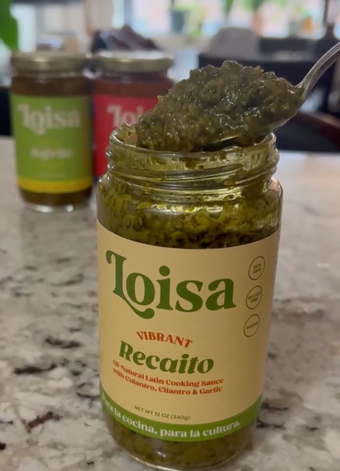 Loisa
Loisa
Loisa
VIBRANT
Recaito
All-Natural Latin Cooking Sauce
with Culantro, Cilantro & Garlic
NET WT 12 OZ (340g)
para la cocina, para la cultura.